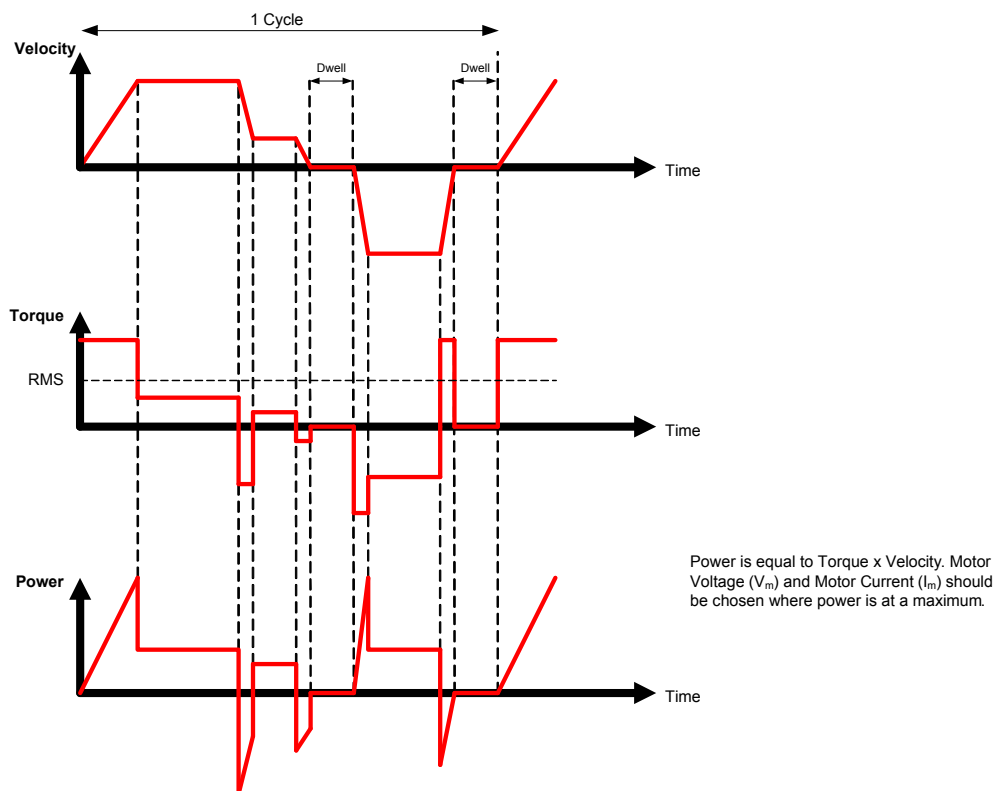 1 Cycle
Velocity
Dwell
Dwell
Time
Torque
RMS
Time
Power is equal to Torque x Velocity. Motor
Voltage (Vm) and Motor Current (Im) should
be chosen where power is at a maximum.
Power
Time